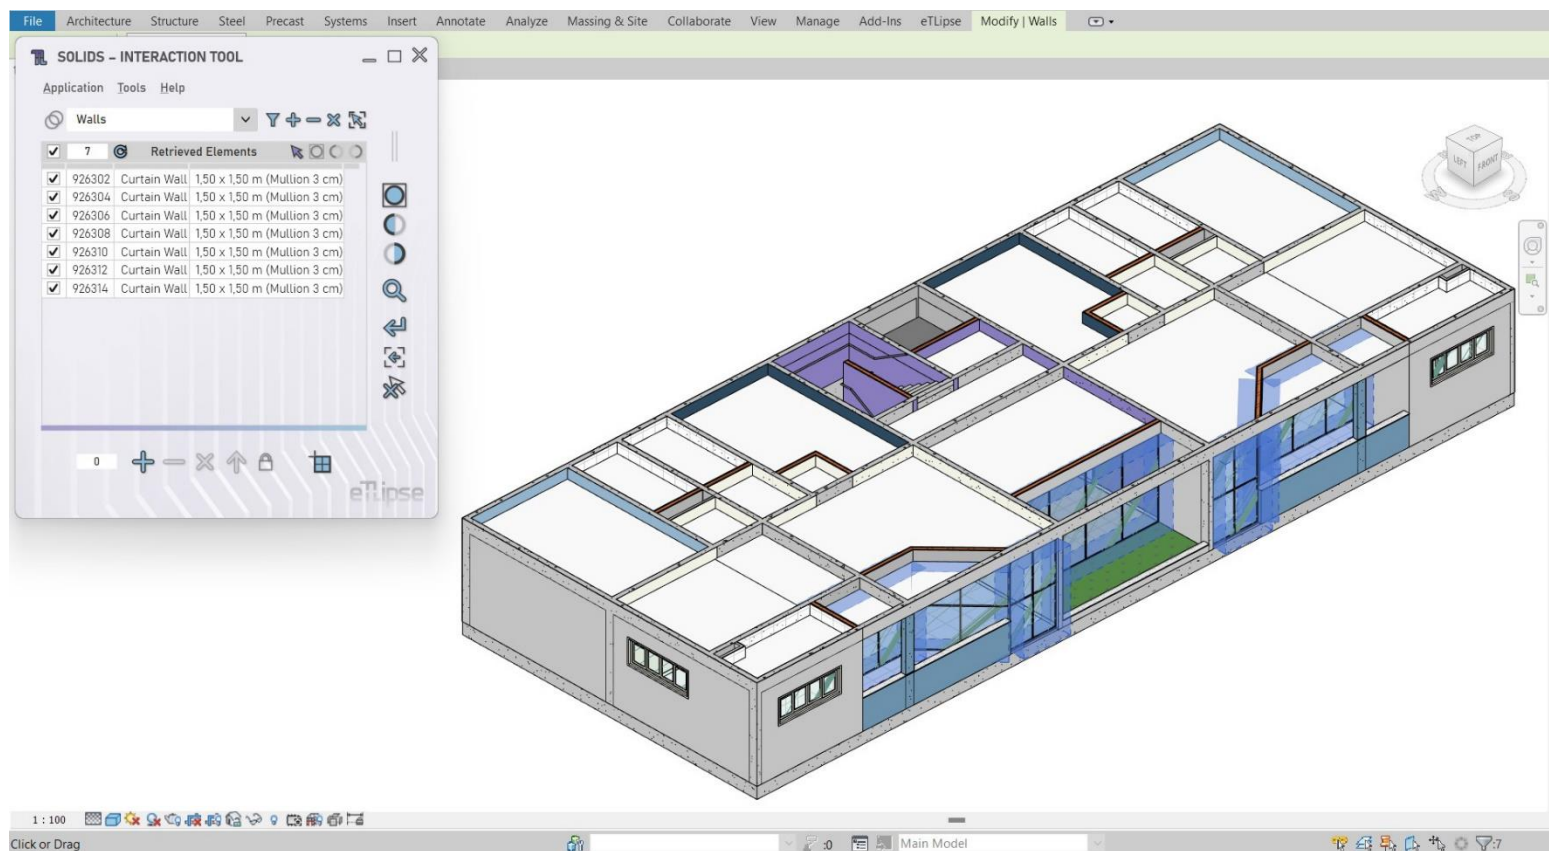 File Architecture Structure Steel Precast Systems Insert Annotate Analyze Massing & Site Collaborate View Manage Add-Ins eTLipse Modify | Walls
SOLIDS – INTERACTION TOOL
Application Tools Help
Walls
7 Retrieved Elements
926302 Curtain Wall 1,50 x 1,50 m (Mullion 3 cm)
926304 Curtain Wall 1,50 x 1,50 m (Mullion 3 cm)
926306 Curtain Wall 1,50 x 1,50 m (Mullion 3 cm)
926308 Curtain Wall 1,50 x 1,50 m (Mullion 3 cm)
926310 Curtain Wall 1,50 x 1,50 m (Mullion 3 cm)
926312 Curtain Wall 1,50 x 1,50 m (Mullion 3 cm)
926314 Curtain Wall 1,50 x 1,50 m (Mullion 3 cm)
0
eTLipse
TOP
LEFT FRONT
1 : 100
Click or Drag :0 Main Model :7